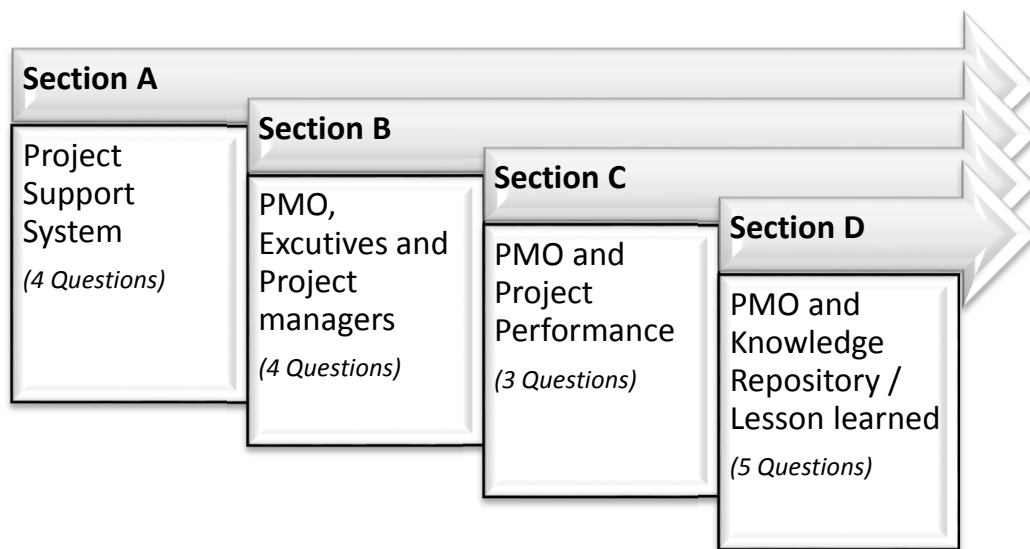 Section A
Project
Support
System
(4 Questions)
Section B
PMO,
Excutives and
Project
managers
(4 Questions)
Section C
PMO and
Project
Performance
(3 Questions)
Section D
PMO and
Knowledge
Repository /
Lesson learned
(5 Questions)